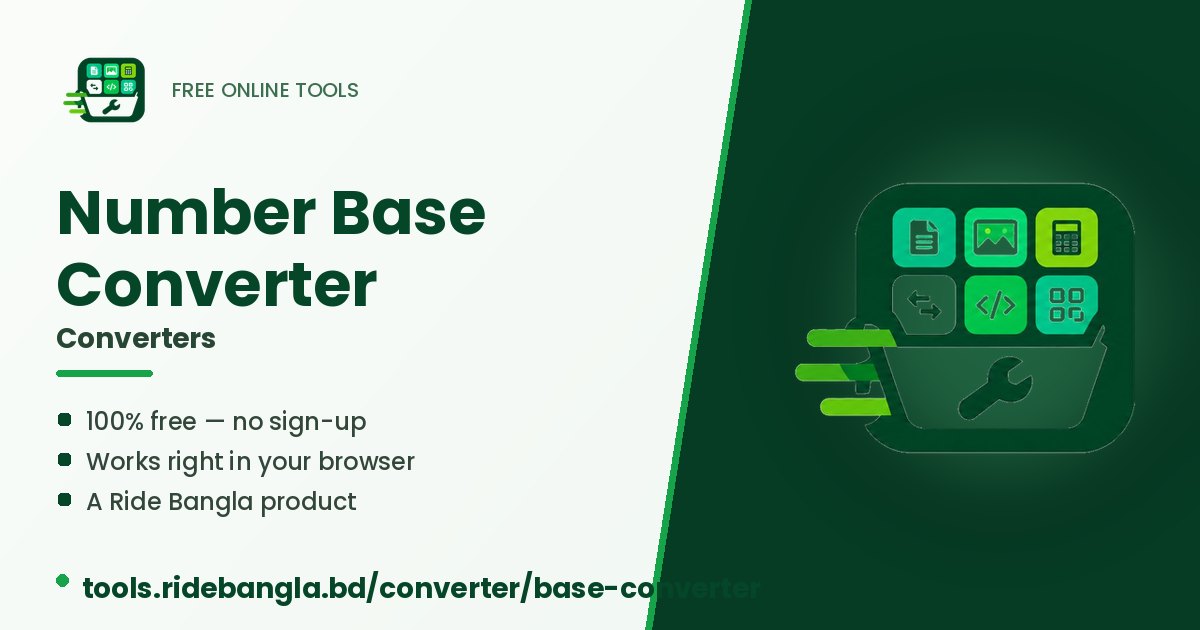 FREE ONLINE TOOLS
Number Base
Converter
Converters
100% free — no sign-up
Works right in your browser
A Ride Bangla product
tools.ridebangla.bd/converter/base-converter